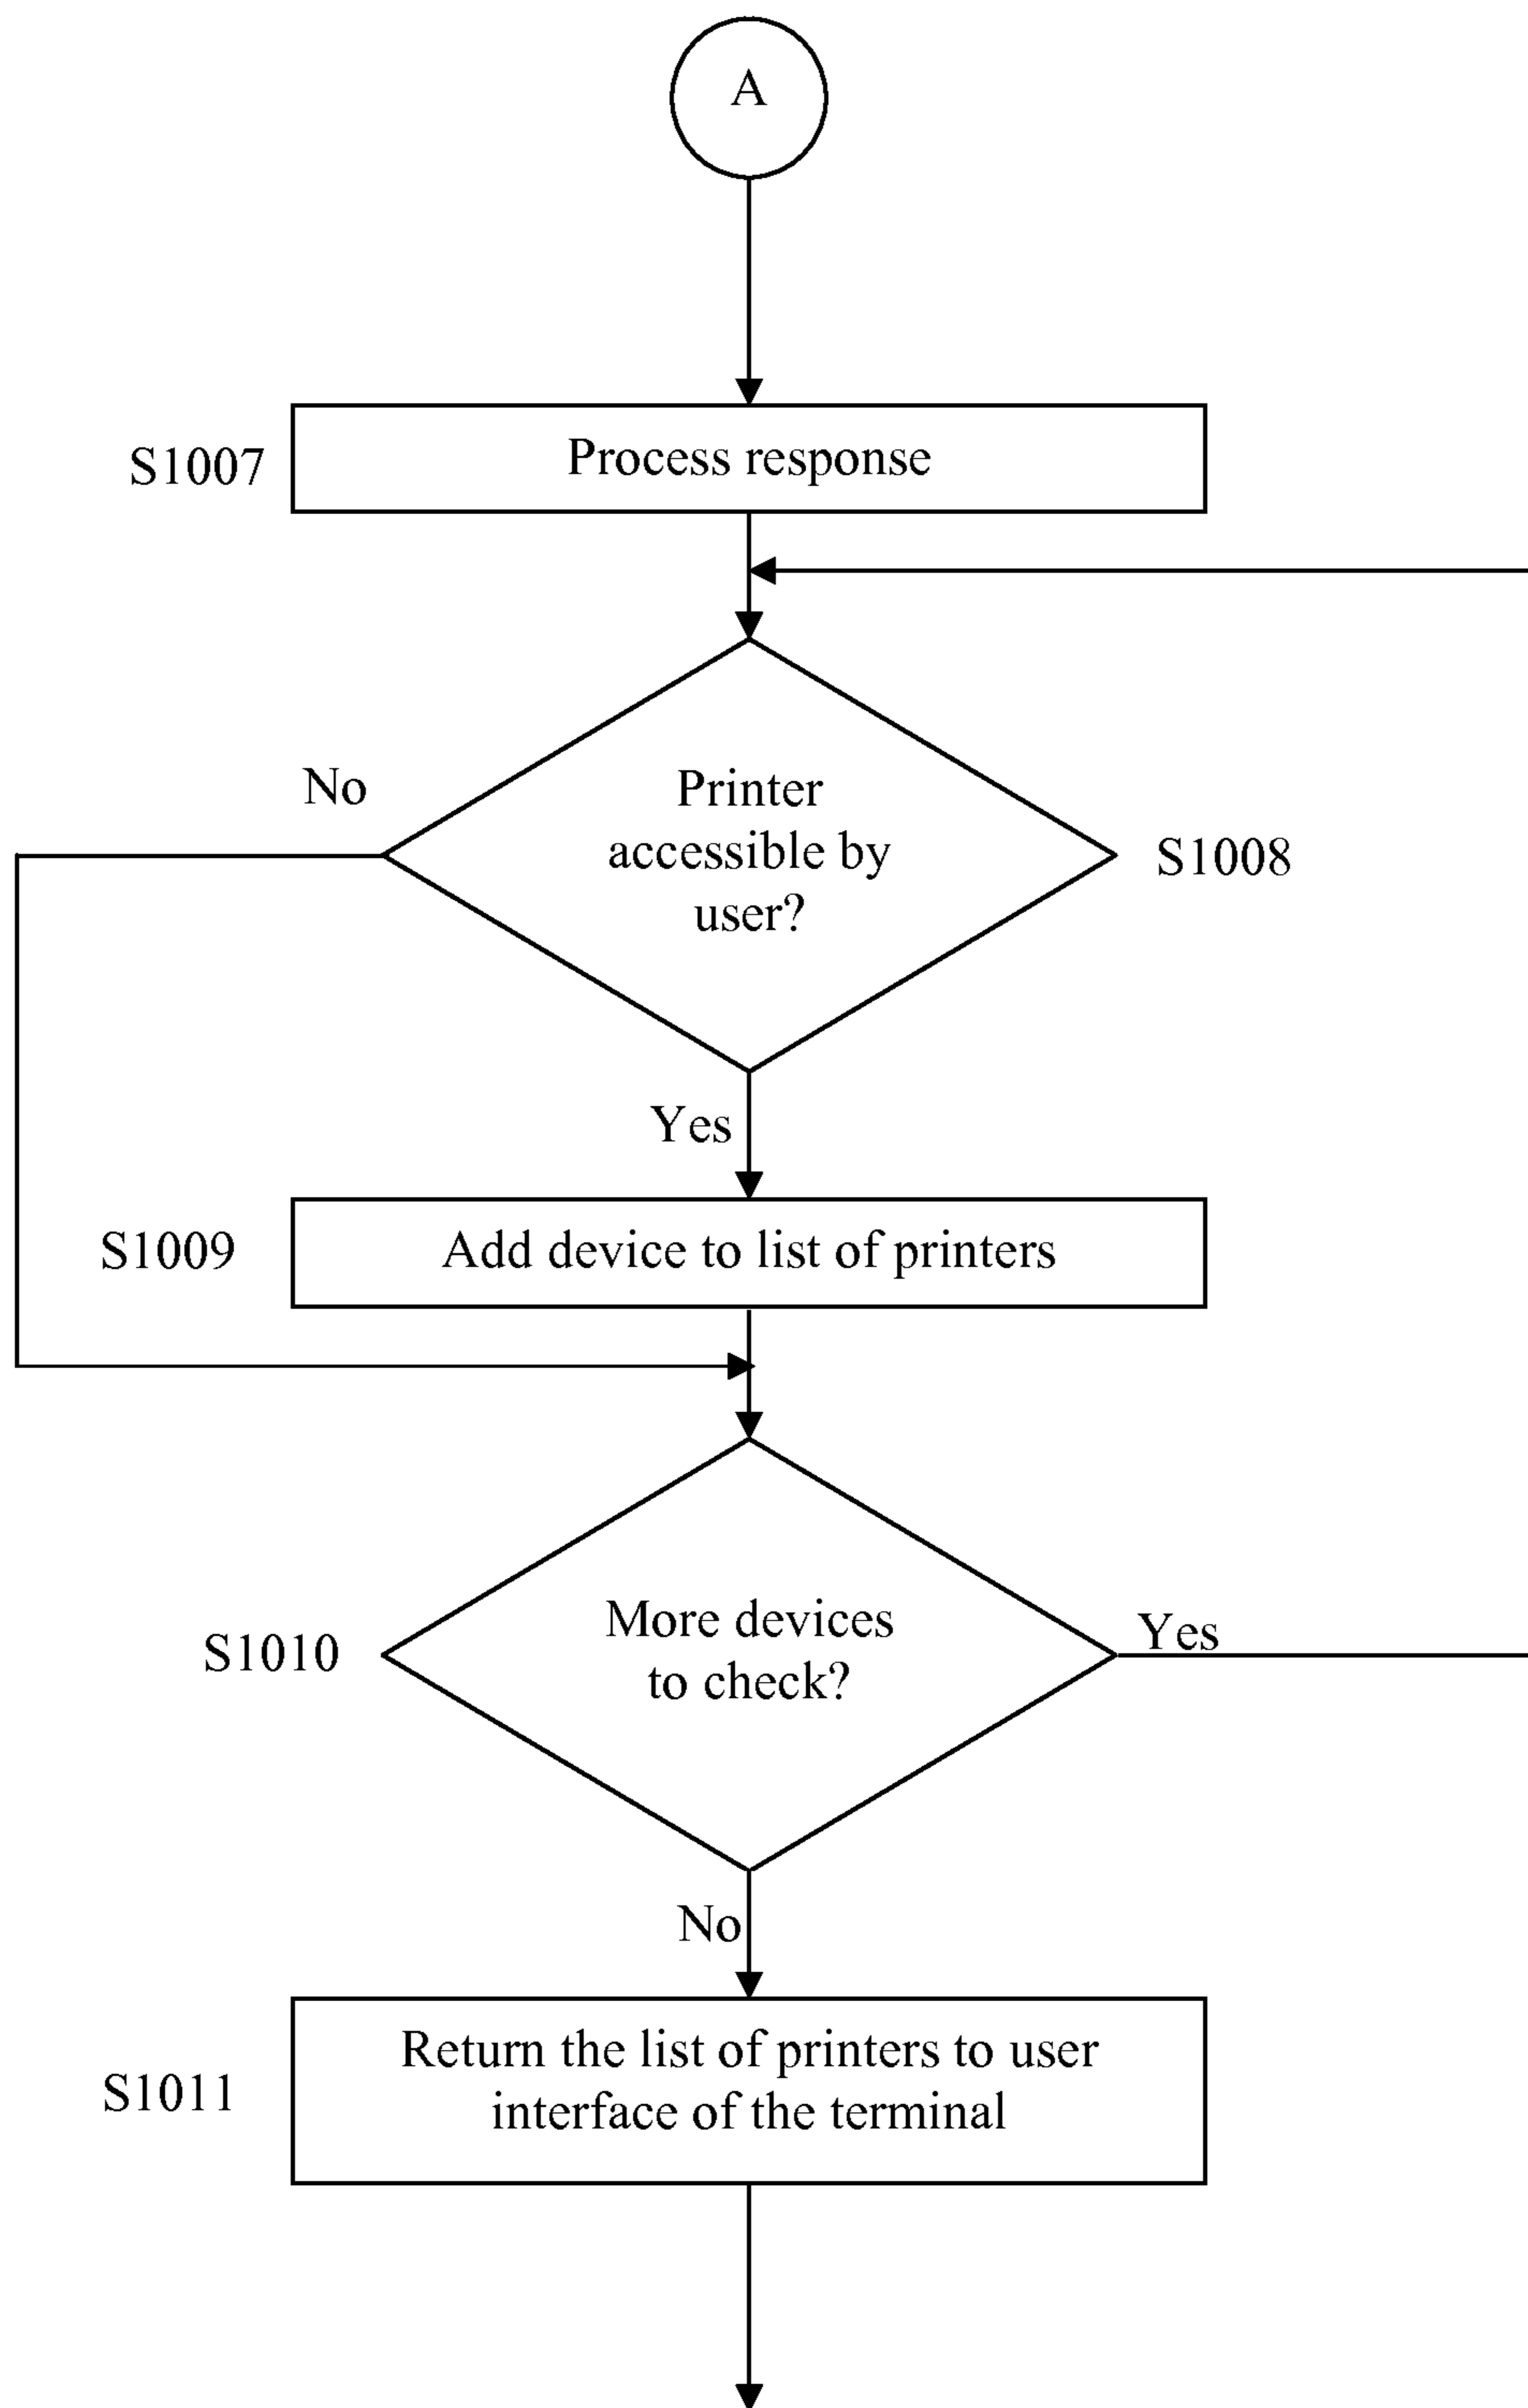 A
S1007
Process response
No
Printer
accessible by
user?
S1008
Yes
S1009
Add device to list of printers
S1010
More devices
to check?
Yes
No
S1011
Return the list of printers to user
interface of the terminal